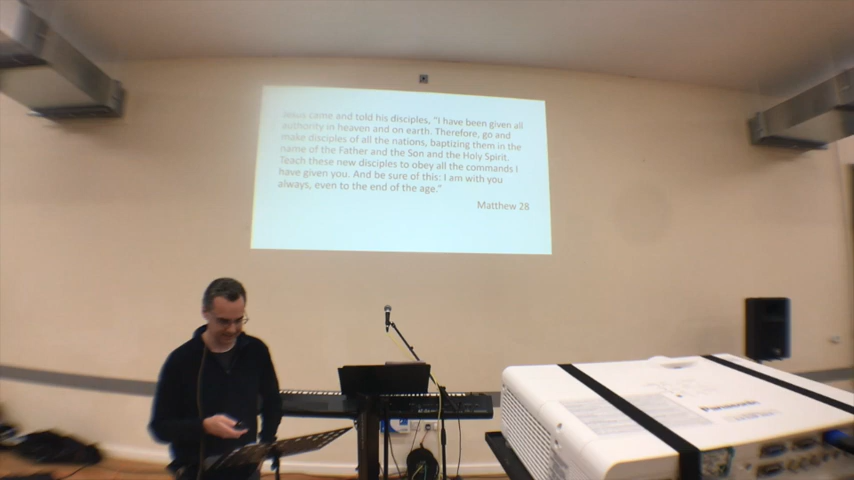 Jesus came and told his disciples, "I have been given all
authority in heaven and on earth. Therefore, go and
make disciples of all the nations, baptizing them in the
name of the Father and the Son and the Holy Spirit.
Teach these new disciples to obey all the commands I
have given you. And be sure of this: I am with you
always, even to the end of the age."
Matthew 28
Panasonic